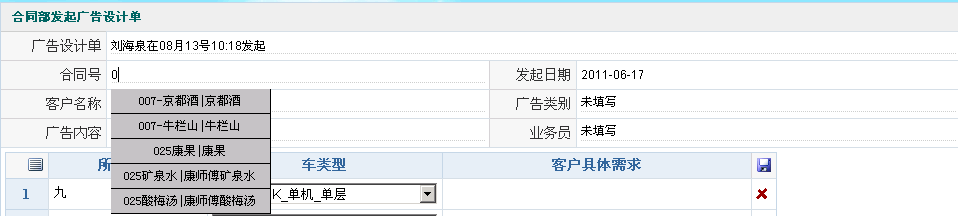 合同部发起广告设计单
广告设计单 刘海泉在08月13号10:18发起
合同号 0 发起日期 2011-06-17
客户名称 广告类别 未填写
广告内容 业务员 未填写
007-京都酒|京都酒
007-牛栏山|牛栏山
025康果|康果
025矿泉水|康师傅矿泉水
025酸梅汤|康师傅酸梅汤
所 车类型 客户具体需求
1 九 K_单机_单层